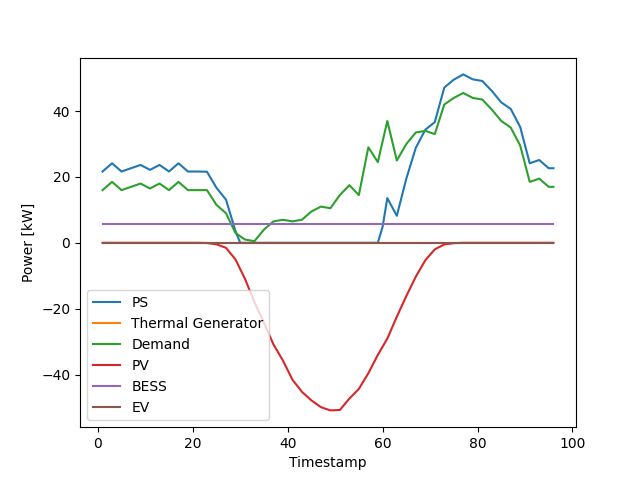 40
20
0
−20
−40
Power [kW]
PS
Thermal Generator
Demand
PV
BESS
EV
0 20 40 60 80 100
Timestamp